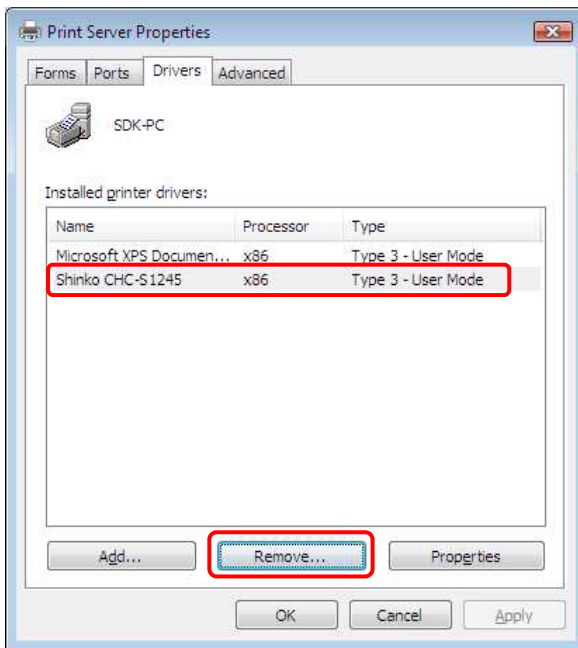 Print Server Properties
Forms Ports Drivers Advanced
SDK-PC
Installed printer drivers:
Name Processor Type
Microsoft XPS Documen... x86 Type 3 - User Mode
Shinko CHC-S1245 x86 Type 3 - User Mode
Add... Remove... Properties
OK Cancel Apply